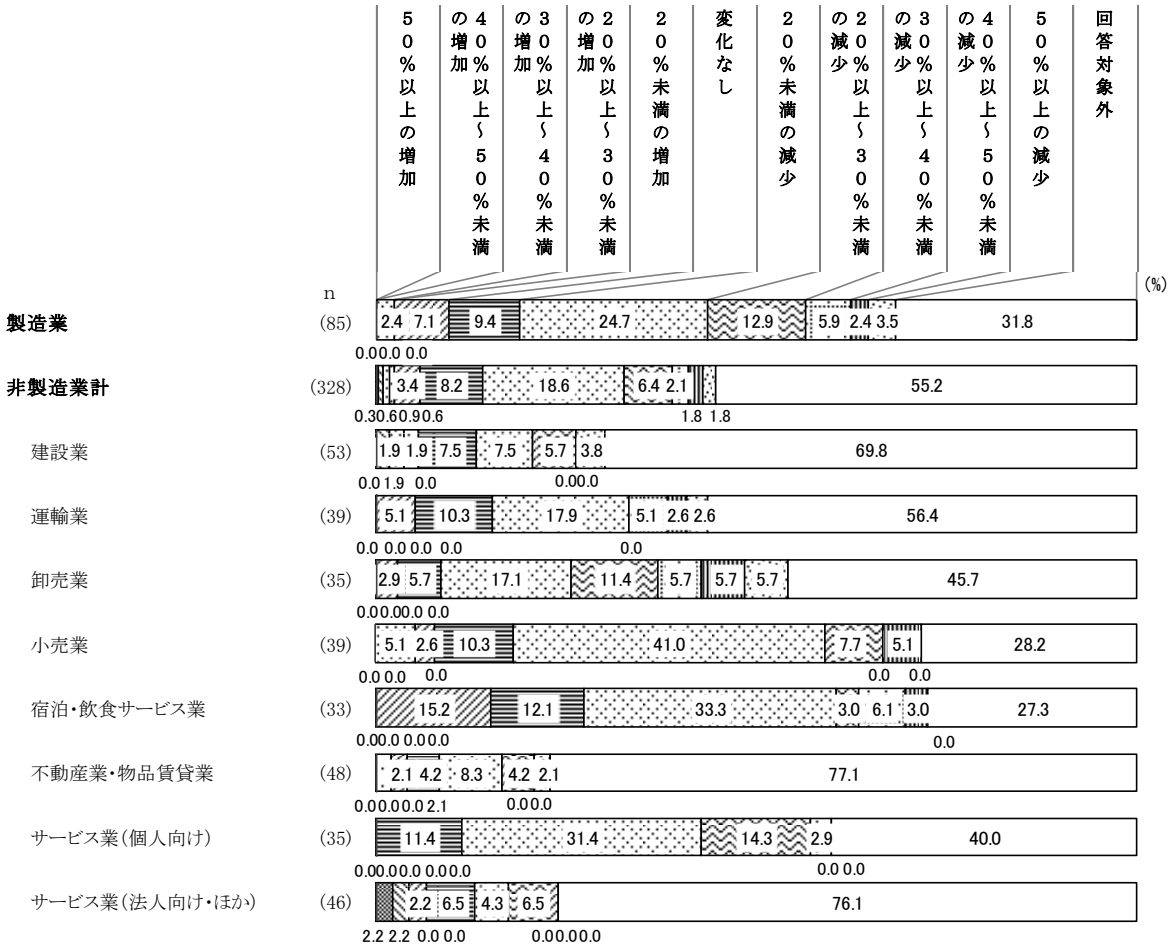 50%以上の増加
40%以上～50%未満の増加
30%以上～40%未満の増加
20%以上～30%未満の増加
20%未満の増加
変化なし
20%未満の減少
20%以上～30%未満の減少
30%以上～40%未満の減少
40%以上～50%未満の減少
50%以上の減少
回答対象外
n
(%)
製造業 (85) 2.4 7.1 9.4 24.7 12.9 5.9 2.4 3.5 31.8
0.0 0.0 0.0
非製造業計 (328) 3.4 8.2 18.6 6.4 2.1 55.2
0.3 0.6 0.9 0.6 1.8 1.8
建設業 (53) 1.9 1.9 7.5 7.5 5.7 3.8 69.8
0.0 1.9 0.0 0.0 0.0
運輸業 (39) 5.1 10.3 17.9 5.1 2.6 2.6 56.4
0.0 0.0 0.0 0.0 0.0
卸売業 (35) 2.9 5.7 17.1 11.4 5.7 5.7 5.7 45.7
0.0 0.0 0.0 0.0
小売業 (39) 5.1 2.6 10.3 41.0 7.7 5.1 28.2
0.0 0.0 0.0 0.0 0.0
宿泊・飲食サービス業 (33) 15.2 12.1 33.3 3.0 6.1 3.0 27.3
0.0 0.0 0.0 0.0 0.0
不動産業・物品賃貸業 (48) 2.1 4.2 8.3 4.2 2.1 77.1
0.0 0.0 0.0 2.1 0.0 0.0
サービス業(個人向け) (35) 11.4 31.4 14.3 2.9 40.0
0.0 0.0 0.0 0.0 0.0 0.0 0.0
サービス業(法人向け・ほか) (46) 2.2 6.5 4.3 6.5 76.1
2.2 2.2 0.0 0.0 0.0 0.0 0.0